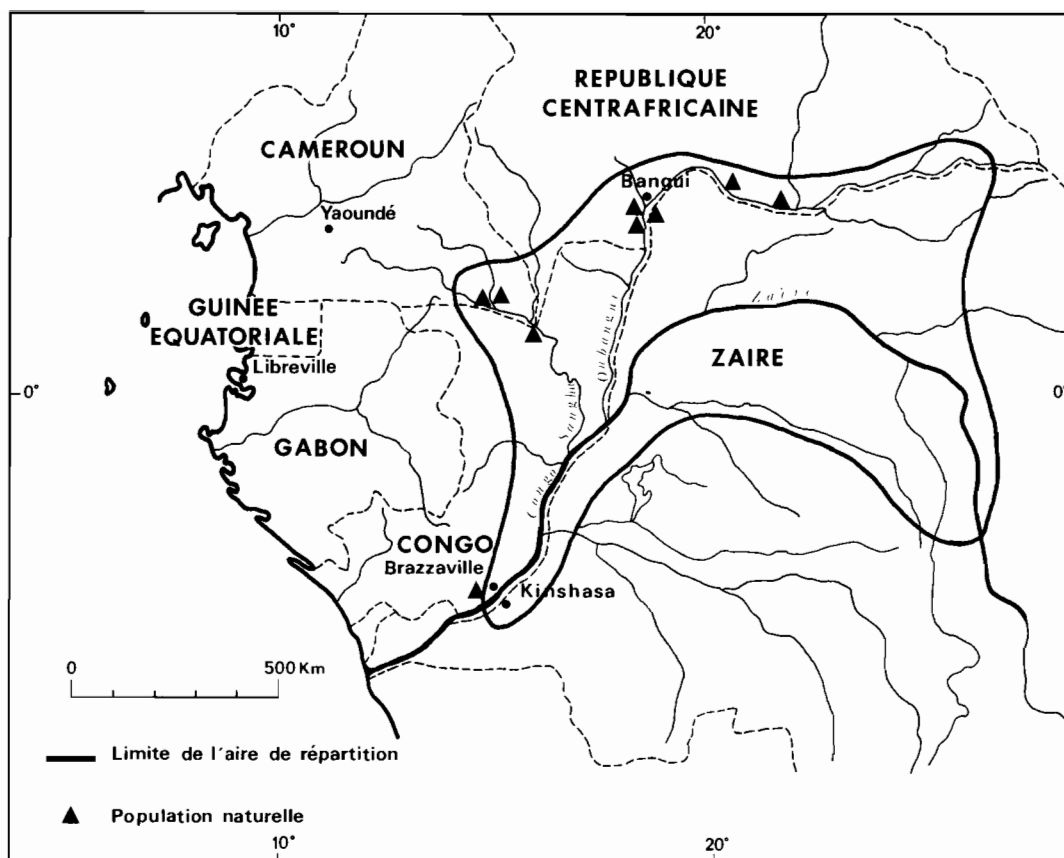 10°
20°
REPUBLIQUE
CENTRAFRICAINE
CAMEROUN
Bangui
Yaoundé
Zaïre
GUINÉE
EQUATORIALE
Oubangui
ZAIRE
Libreville
0°
0°
Sangha
GABON
Congo
CONGO
Brazzaville
Kinshasa
0
500 Km
Limite de l'aire de répartition
Population naturelle
10°
20°